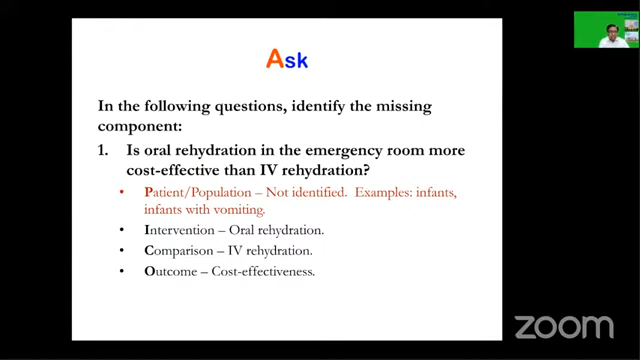 Ask
In the following questions, identify the missing
component:
1. Is oral rehydration in the emergency room more
cost-effective than IV rehydration?
• Patient/Population – Not identified. Examples: infants,
infants with vomiting.
• Intervention – Oral rehydration.
• Comparison – IV rehydration.
• Outcome – Cost-effectiveness.
zoom